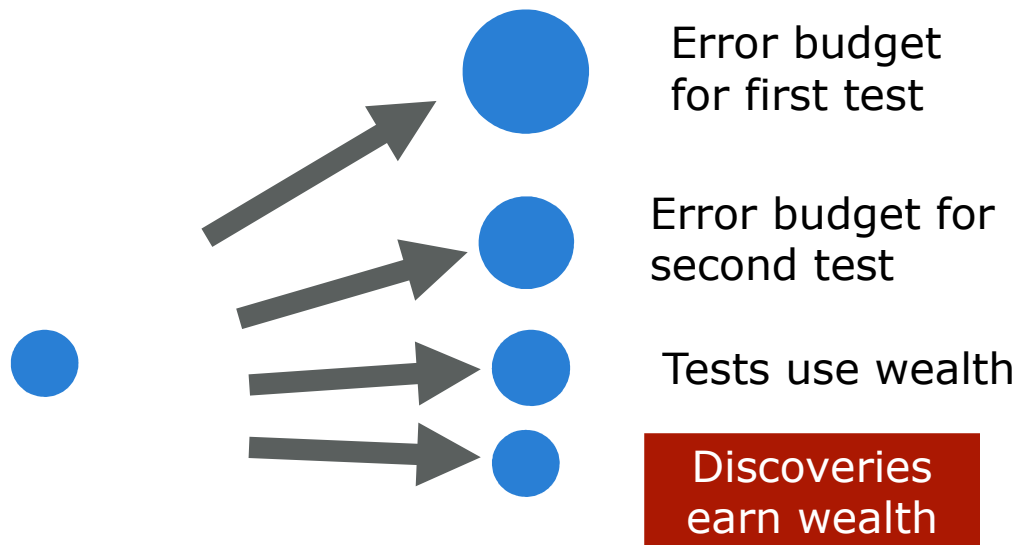 Error budget
for first test
Error budget for
second test
Tests use wealth
Discoveries
earn wealth